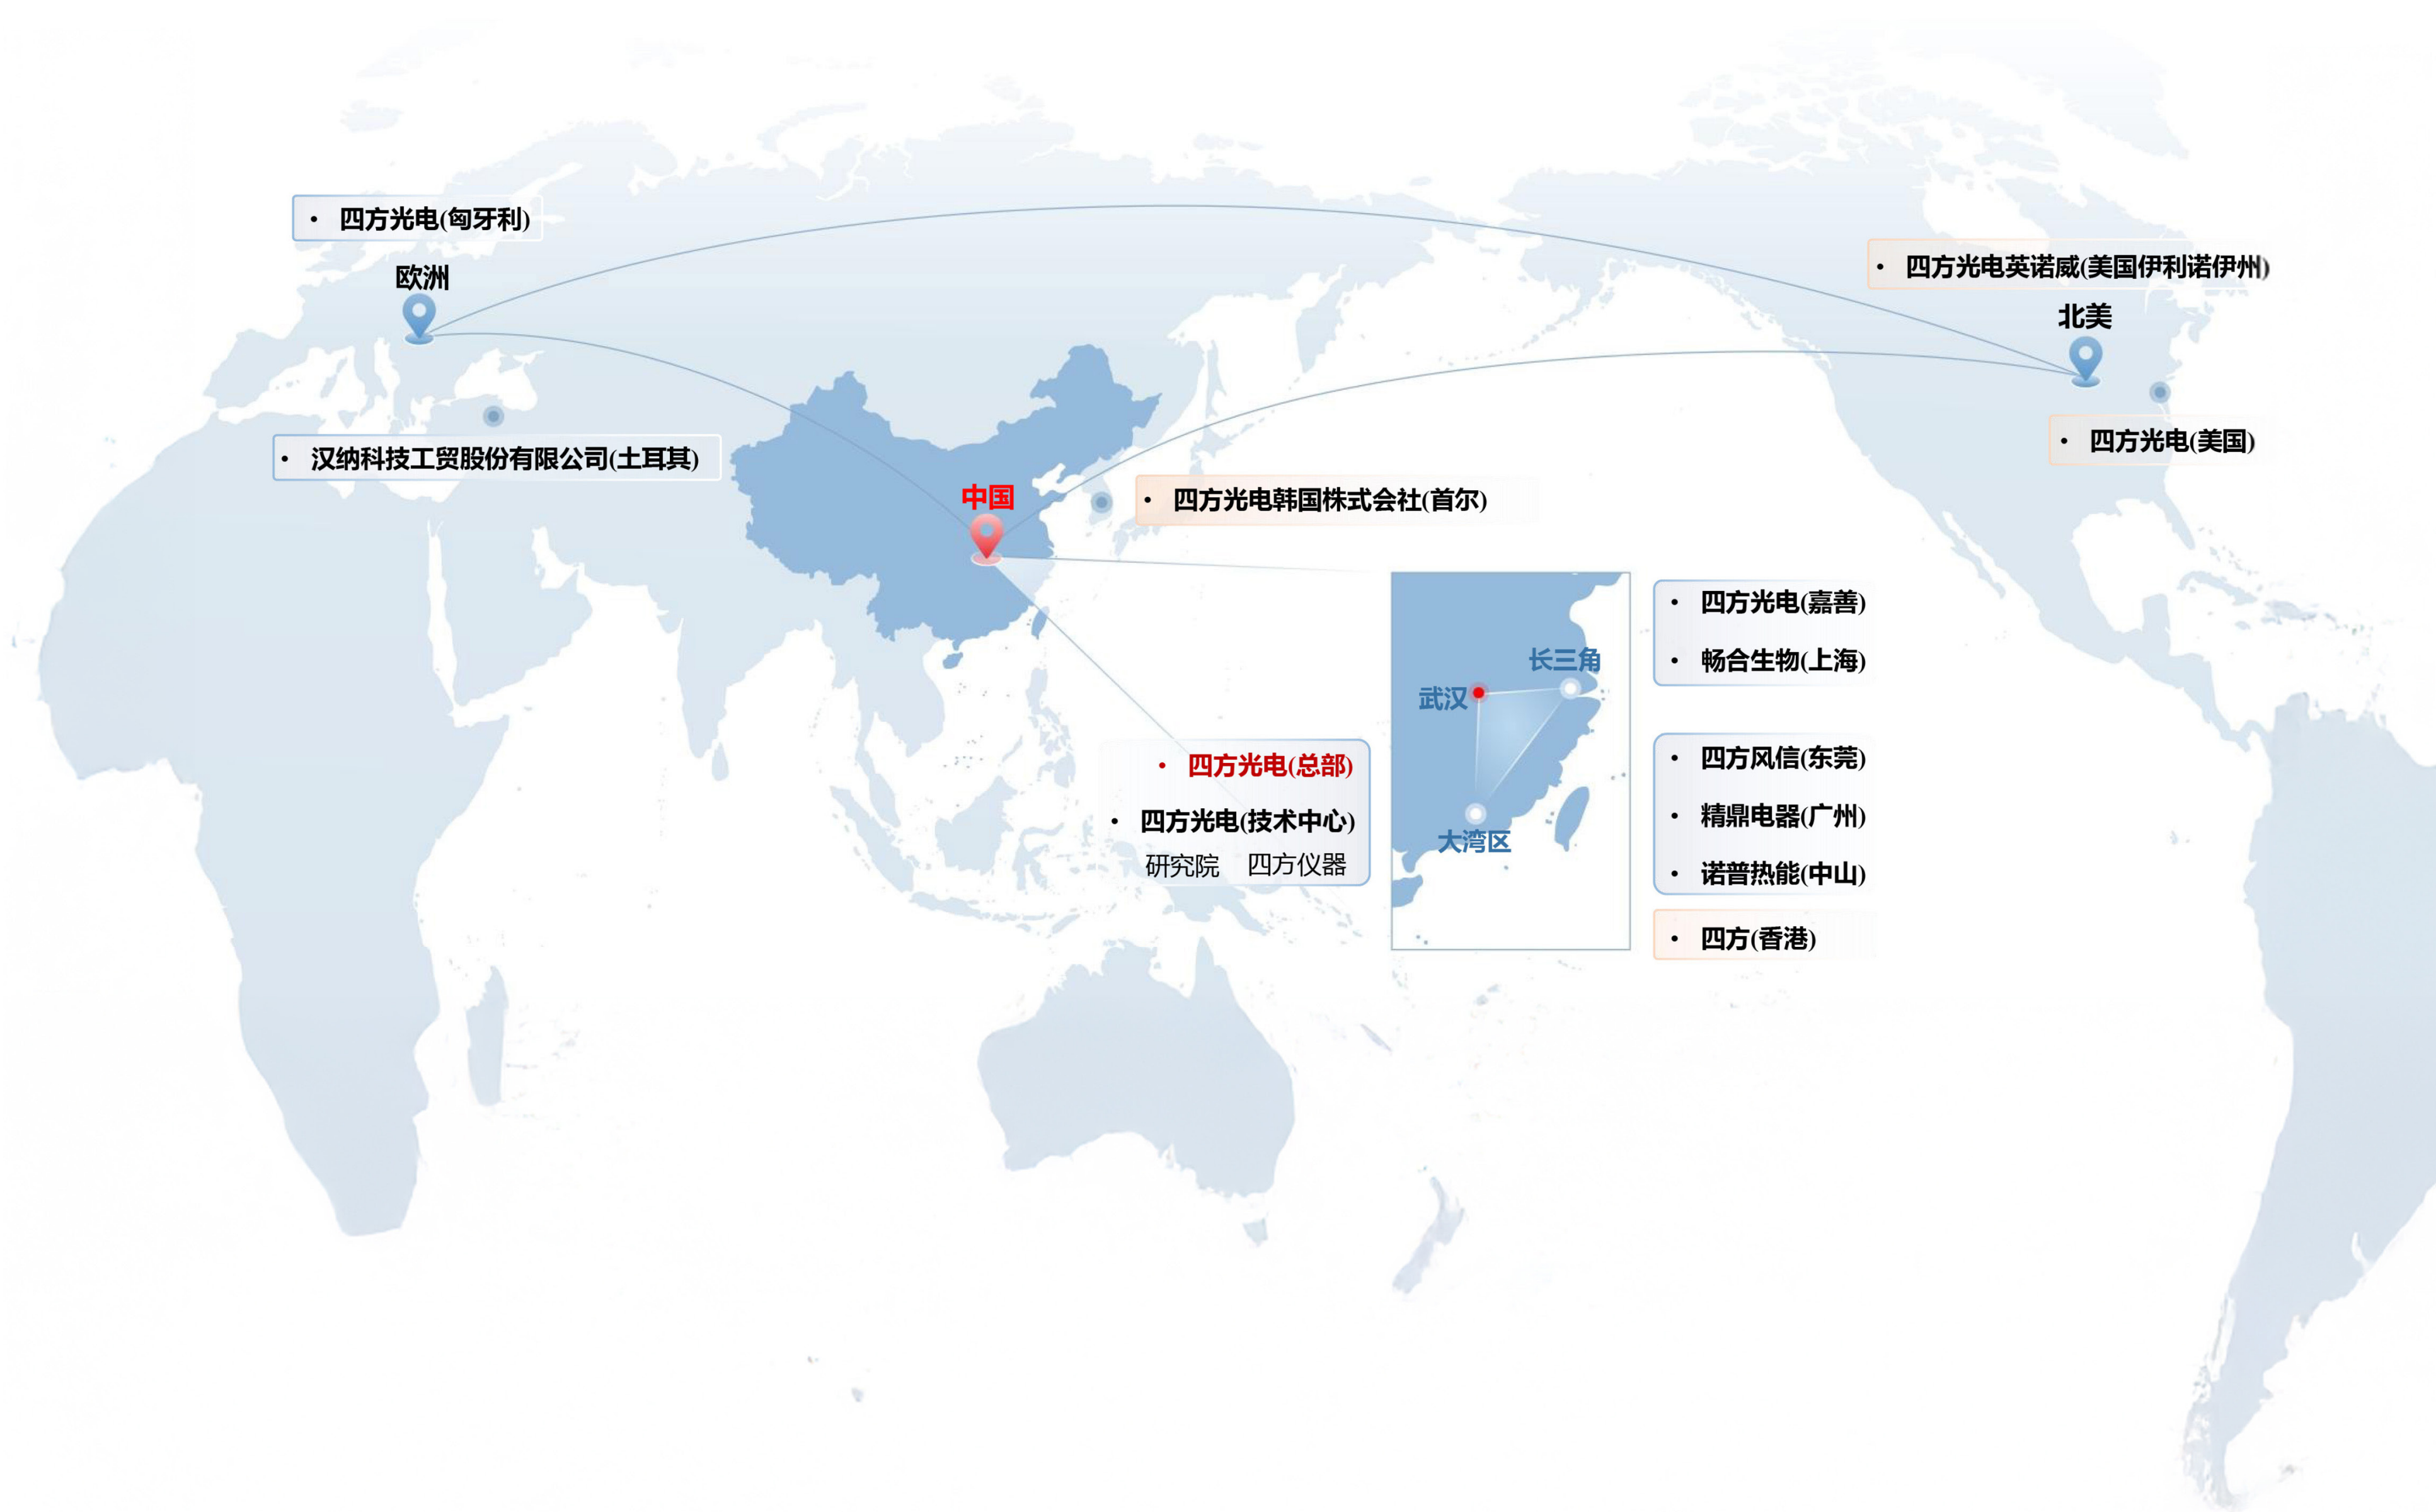 • 四方光电(匈牙利)
欧洲
• 四方光电英诺威(美国伊利诺伊州)
北美
• 四方光电(美国)
• 汉纳科技工贸股份有限公司(土耳其)
中国
• 四方光电韩国株式会社(首尔)
• 四方光电(嘉善)
• 畅合生物(上海)
长三角
武汉
大湾区
• 四方光电(总部)
• 四方光电(技术中心)
研究院 四方仪器
• 四方风信(东莞)
• 精鼎电器(广州)
• 诺普热能(中山)
• 四方(香港)